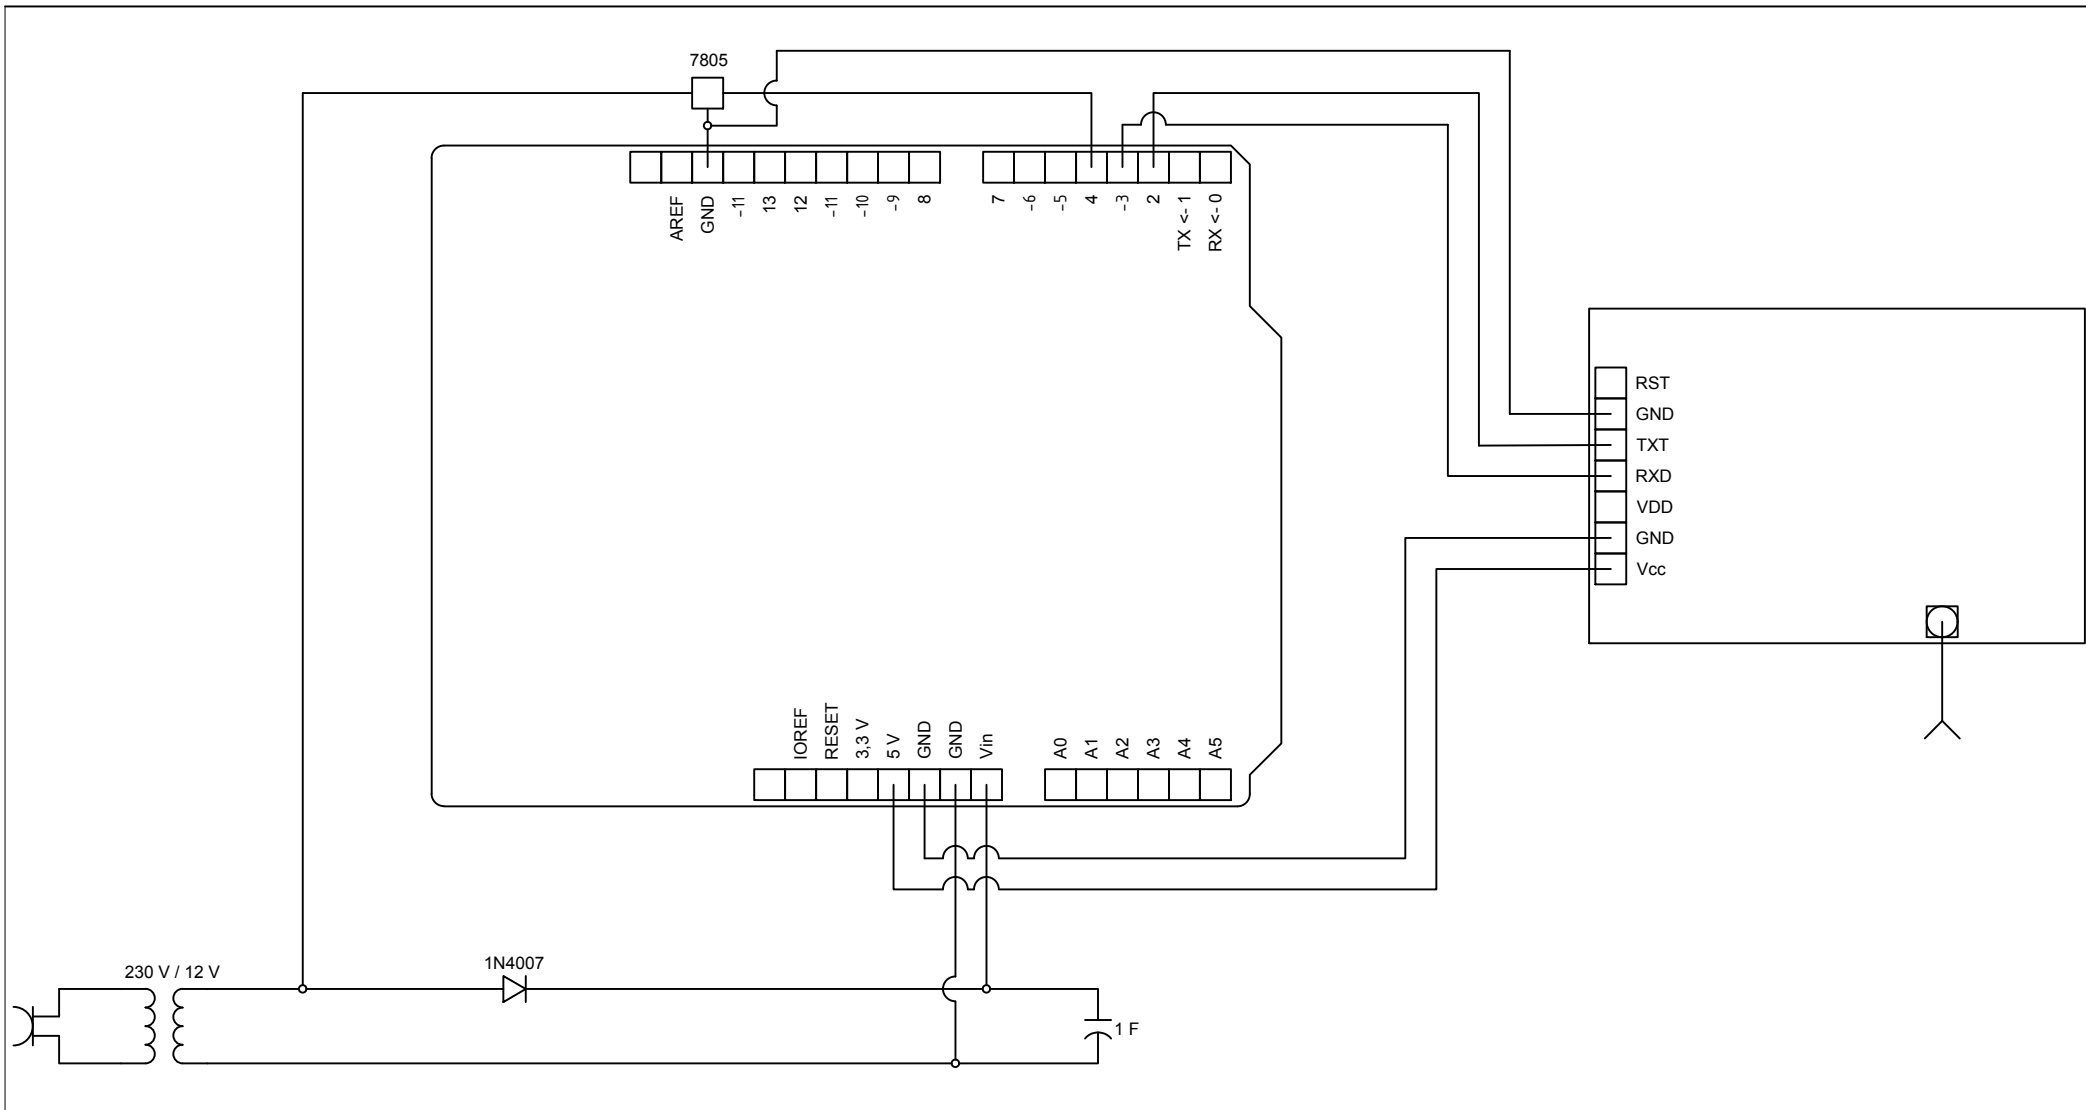 7805
AREF
GND
-11
13
12
-11
-10
-9
8
7
-6
-5
4
-3
2
TX <- 1
RX <- 0
RST
GND
TXT
RXD
VDD
GND
Vcc
IOREF
RESET
3,3 V
5 V
GND
GND
Vin
A0
A1
A2
A3
A4
A5
230 V / 12 V
1N4007
1 F